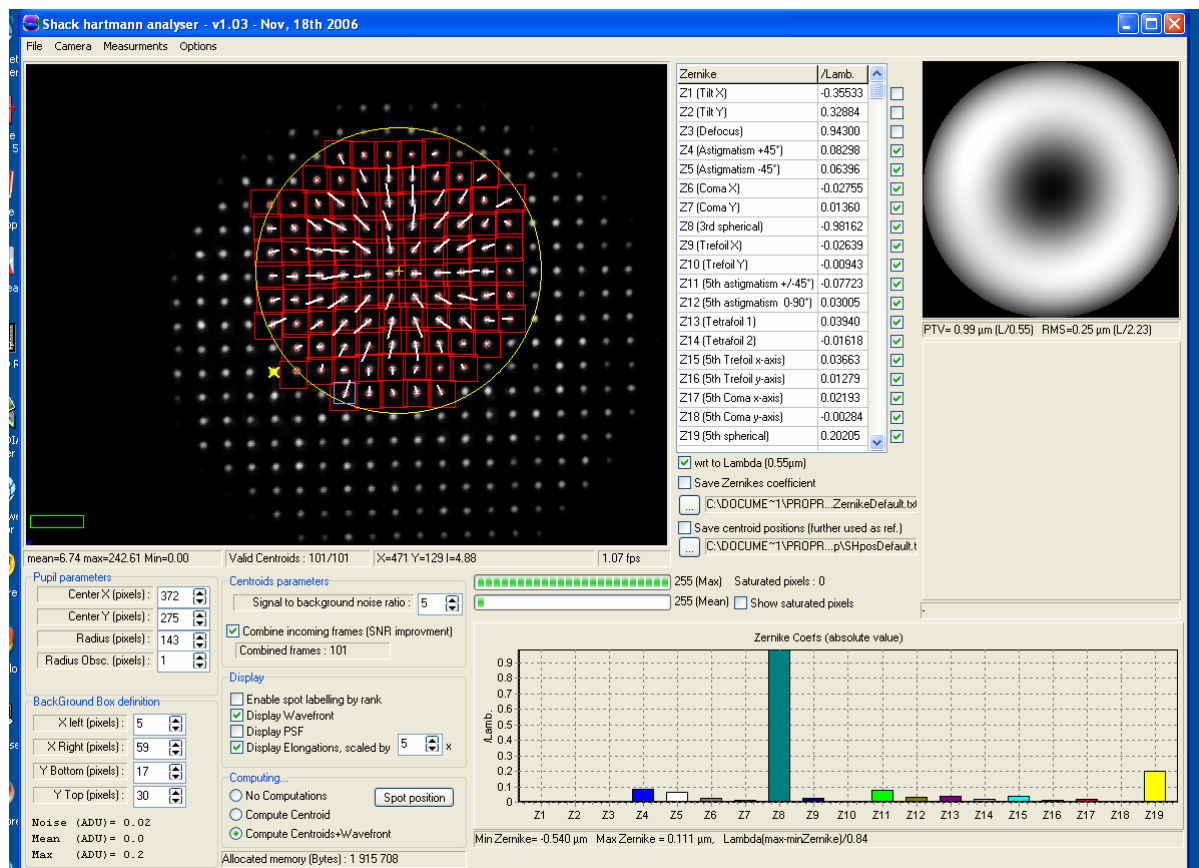 Shack hartmann analyser - v1.03 - Nov, 18th 2006
File Camera Measurments Options
Zernike /Lamb.
Z1 (Tilt X) -0.35533
Z2 (Tilt Y) 0.32884
Z3 (Defocus) 0.94300
Z4 (Astigmatism +45°) 0.08298
Z5 (Astigmatism -45°) 0.06396
Z6 (Coma X) -0.02755
Z7 (Coma Y) 0.01360
Z8 (3rd spherical) -0.98162
Z9 (Trefoil X) -0.02639
Z10 (Trefoil Y) -0.00943
Z11 (5th astigmatism +/-45°) -0.07723
Z12 (5th astigmatism 0-90°) 0.03005
Z13 (Tetrafoil 1) 0.03940
Z14 (Tetrafoil 2) -0.01618
Z15 (5th Trefoil x-axis) 0.03663
Z16 (5th Trefoil y-axis) 0.01279
Z17 (5th Coma x-axis) 0.02193
Z18 (5th Coma y-axis) -0.00284
Z19 (5th spherical) 0.20205
PTV= 0.99 µm (L/0.55) RMS=0.25 µm (L/2.23)
wrt to Lambda (0.55µm)
Save Zernikes coefficient
... C:\DOCUME~1\PROPR...ZernikeDefault.txt
Save centroid positions (further used as ref.)
... C:\DOCUME~1\PROPR...p\SHposDefault.t
mean=6.74 max=242.61 Min=0.00 Valid Centroids : 101/101 X=471 Y=129 I=4.88 1.07 fps
Pupil parameters
Center X (pixels) : 372
Center Y (pixels) : 275
Radius (pixels) : 143
Radius Obsc. (pixels) : 1
BackGround Box definition
X left (pixels) : 5
X Right (pixels) : 59
Y Bottom (pixels) : 17
Y Top (pixels) : 30
Noise (ADU)= 0.02
Mean (ADU)= 0.0
Max (ADU)= 0.2
Centroids parameters
Signal to background noise ratio : 5
Combine incoming frames (SNR improvment)
Combined frames : 101
Display
Enable spot labelling by rank
Display Wavefront
Display PSF
Display Elongations, scaled by 5 x
Computing...
No Computations
Compute Centroid
Compute Centroids+Wavefront
Spot position
Allocated memory (Bytes) : 1 915 708
255 (Max) Saturated pixels : 0
255 (Mean) Show saturated pixels
-
Zernike Coefs (absolute value)
/Lamb.
0.9
0.8
0.7
0.6
0.5
0.4
0.3
0.2
0.1
0
Z1 Z2 Z3 Z4 Z5 Z6 Z7 Z8 Z9 Z10 Z11 Z12 Z13 Z14 Z15 Z16 Z17 Z18 Z19
Min Zernike= -0.540 µm Max Zernike = 0.111 µm, Lambda(max-minZernike)/0.84